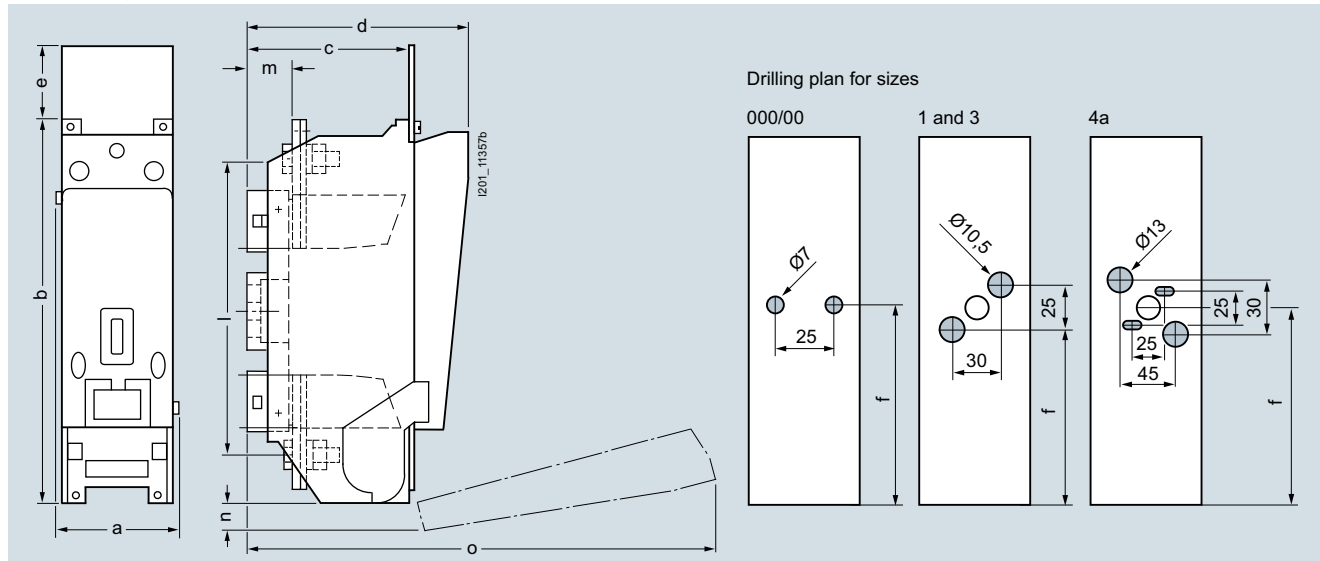 d
c
m
e
b
l
a
n
o
I201_11357b
Drilling plan for sizes
000/00
1 and 3
4a
Ø7
25
f
Ø10,5
25
30
f
Ø13
25
30
25
45
f